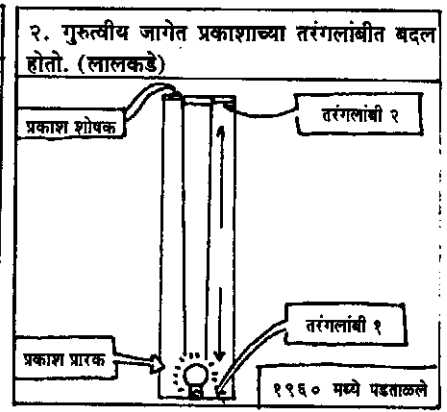 २. गुरुत्वीय जागेत प्रकाशाच्या तरंगलांबीत बदल
होतो. (लालकडे)
प्रकाश शोषक
तरंगलांबी २
तरंगलांबी १
प्रकाश प्रारक
१९६० मध्ये पडताळले